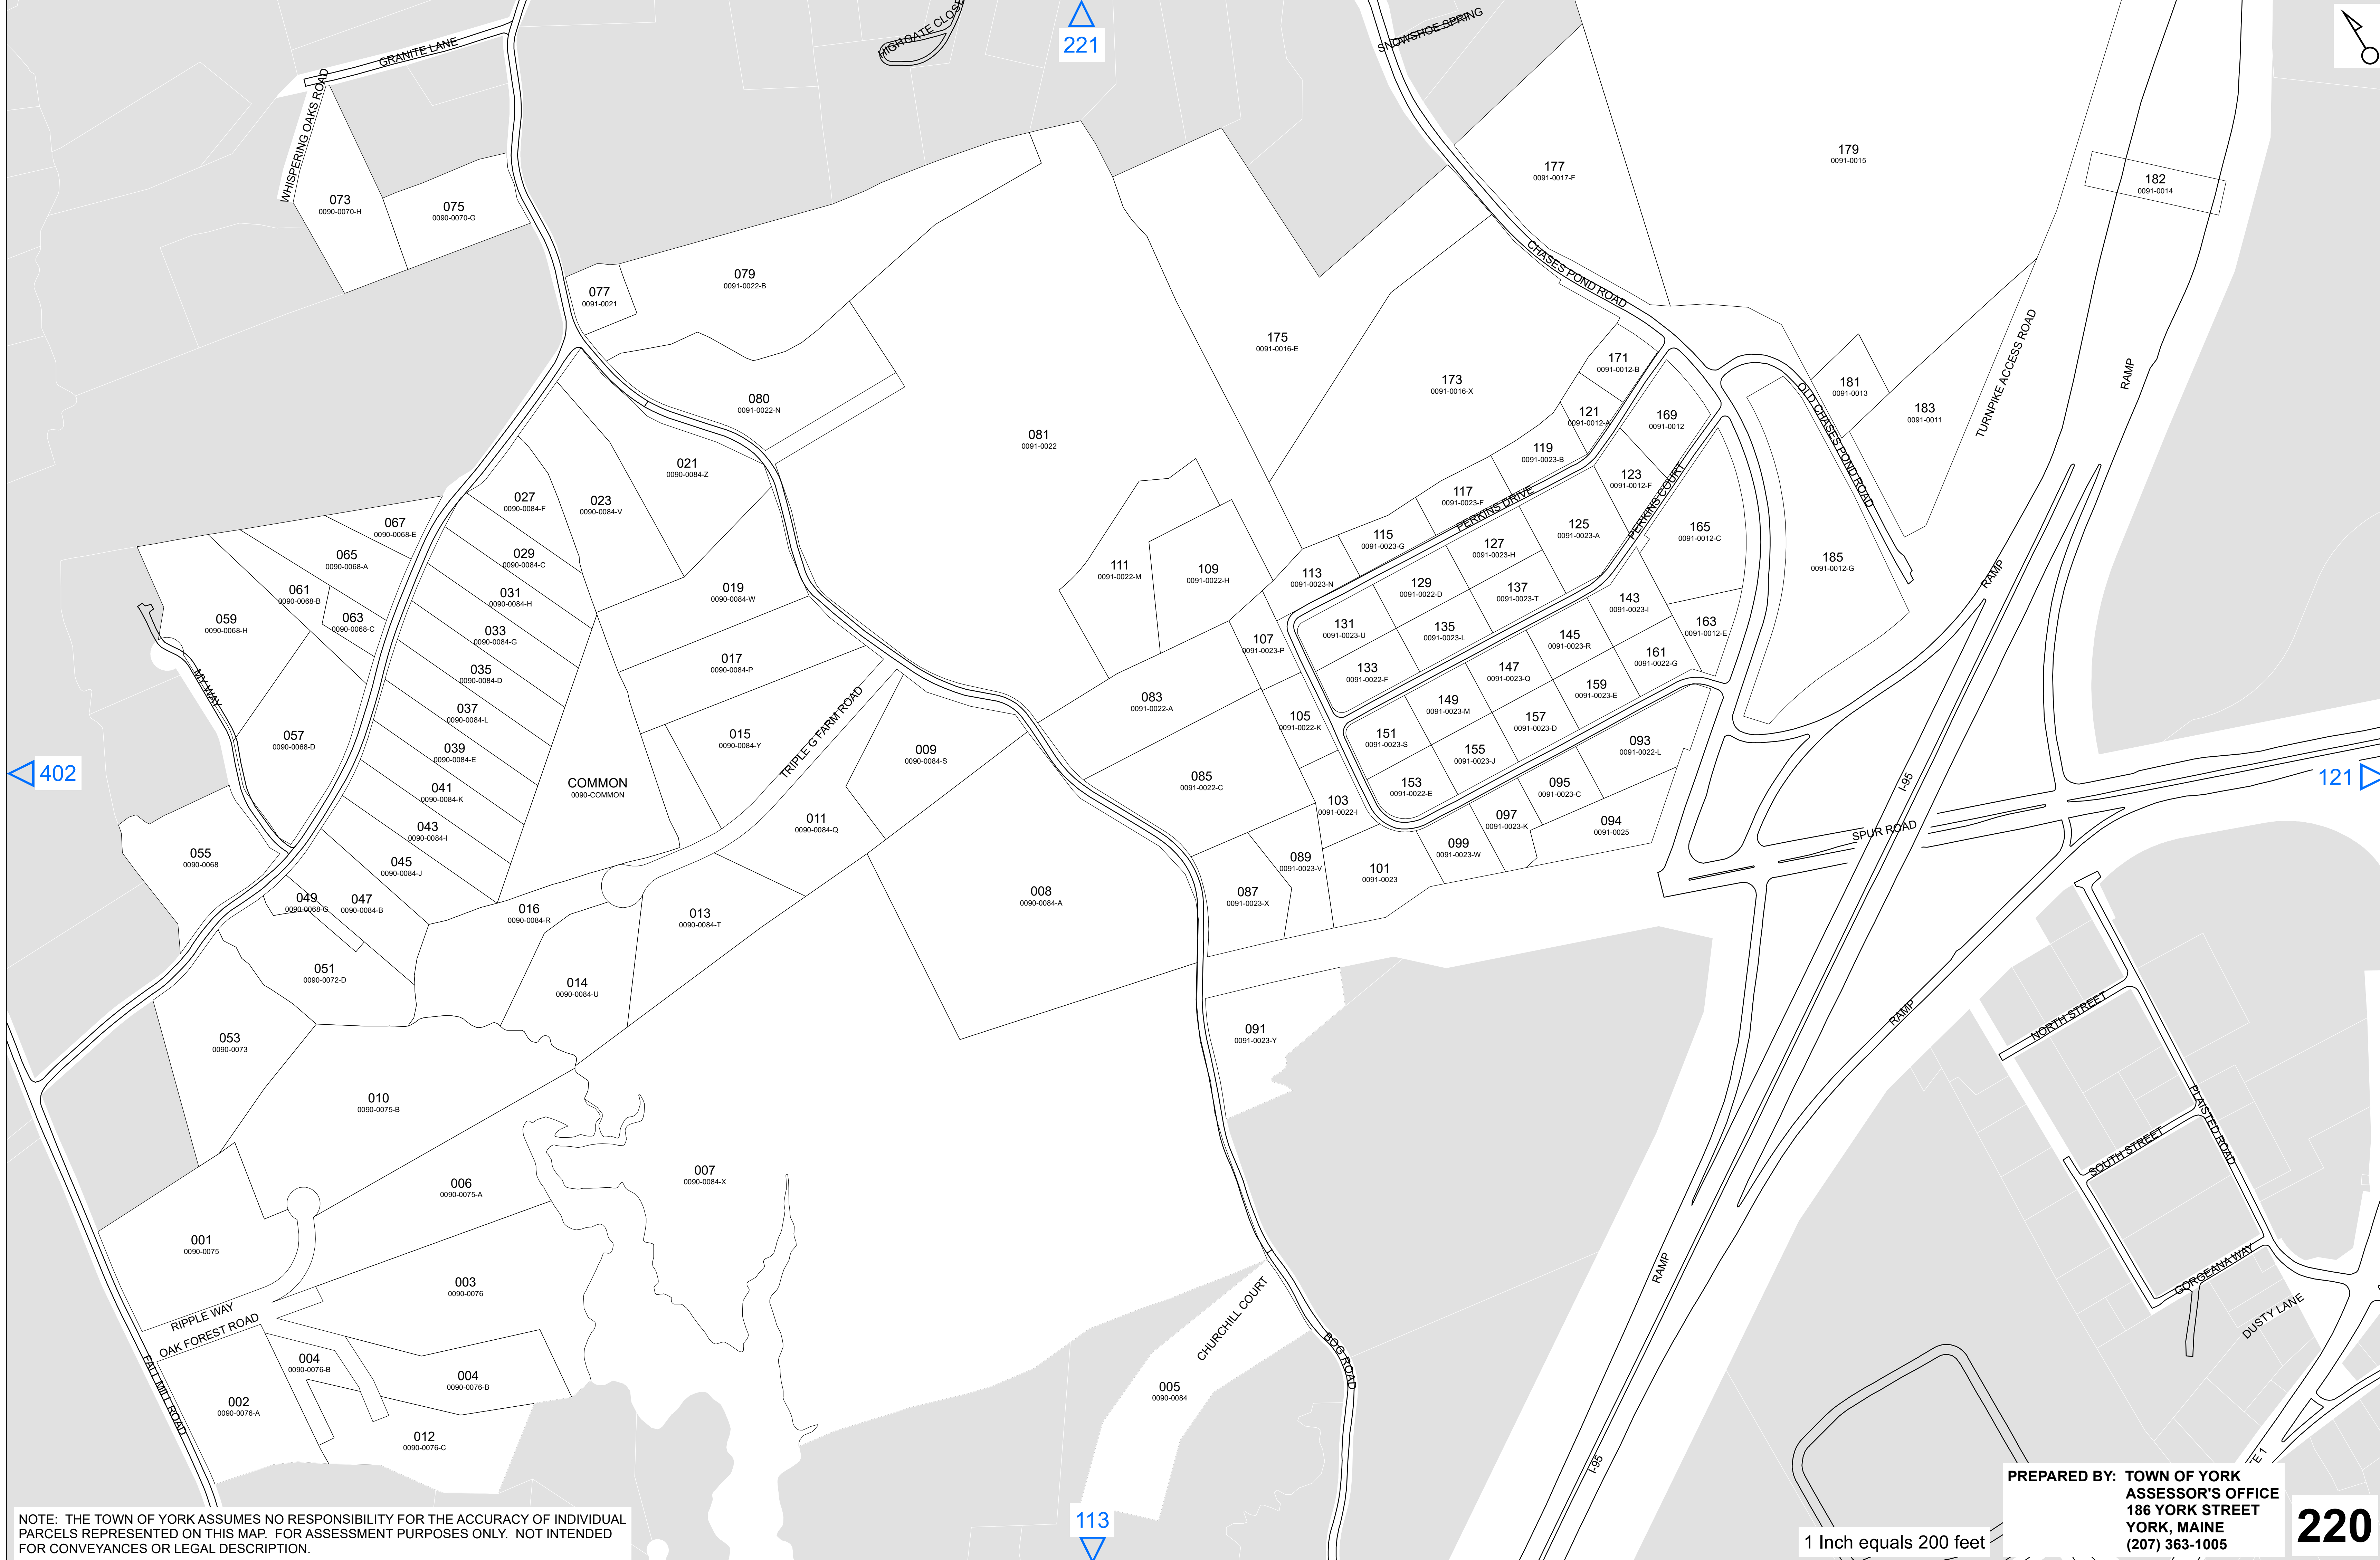 HIGHGATE CLOSE
SNOWSHOE SPRING
221
GRANITE LANE
WHISPERING OAKS ROAD
073
0090-0070-H
075
0090-0070-G
177
0091-0017-F
179
0091-0015
182
0091-0014
CHASES POND ROAD
077
0091-0021
079
0091-0022-B
175
0091-0016-E
173
0091-0016-X
171
0091-0012-B
181
0091-0013
183
0091-0011
TURNPIKE ACCESS ROAD
RAMP
OLD CHASES POND ROAD
080
0091-0022-N
081
0091-0022
121
0091-0012-A
169
0091-0012
119
0091-0023-B
123
0091-0012-F
021
0090-0084-Z
023
0090-0084-V
027
0090-0084-F
117
0091-0023-F
PERKINS DRIVE
PERKINS COURT
067
0090-0068-E
065
0090-0068-A
029
0090-0084-C
115
0091-0023-G
127
0091-0023-H
125
0091-0023-A
165
0091-0012-C
185
0091-0012-G
RAMP
061
0090-0068-B
031
0090-0084-H
019
0090-0084-W
111
0091-0022-M
109
0091-0022-H
113
0091-0023-N
129
0091-0022-D
137
0091-0023-T
143
0091-0023-I
059
0090-0068-H
063
0090-0068-C
033
0090-0084-G
131
0091-0023-U
135
0091-0023-L
145
0091-0023-R
163
0091-0012-E
107
0091-0023-P
017
0090-0084-P
035
0090-0084-D
133
0091-0022-F
147
0091-0023-Q
161
0091-0022-G
MY WAY
037
0090-0084-L
083
0091-0022-A
105
0091-0022-K
149
0091-0023-M
159
0091-0023-E
057
0090-0068-D
039
0090-0084-E
015
0090-0084-Y
TRIPLE G FARM ROAD
009
0090-0084-S
151
0091-0023-S
157
0091-0023-D
093
0091-0022-L
155
0091-0023-J
402
041
0090-0084-K
COMMON
0090-COMMON
085
0091-0022-C
153
0091-0022-E
095
0091-0023-C
I-95
121
103
0091-0022-I
043
0090-0084-I
011
0090-0084-Q
097
0091-0023-K
094
0091-0025
SPUR ROAD
055
0090-0068
045
0090-0084-J
089
0091-0023-V
101
0091-0023
099
0091-0023-W
049
0090-0068-G
047
0090-0084-B
016
0090-0084-R
013
0090-0084-T
008
0090-0084-A
087
0091-0023-X
051
0090-0072-D
014
0090-0084-U
053
0090-0073
091
0091-0023-Y
RAMP
NORTH STREET
010
0090-0075-B
PLAISTED ROAD
SOUTH STREET
006
0090-0075-A
007
0090-0084-X
001
0090-0075
003
0090-0076
RAMP
GORGEANA WAY
DUSTY LANE
RIPPLE WAY
OAK FOREST ROAD
CHURCHILL COURT
BOG ROAD
FALL MILL ROAD
004
0090-0076-B
004
0090-0076-B
002
0090-0076-A
005
0090-0084
012
0090-0076-C
I-95
E 1
113
NOTE: THE TOWN OF YORK ASSUMES NO RESPONSIBILITY FOR THE ACCURACY OF INDIVIDUAL
PARCELS REPRESENTED ON THIS MAP. FOR ASSESSMENT PURPOSES ONLY. NOT INTENDED
FOR CONVEYANCES OR LEGAL DESCRIPTION.
1 Inch equals 200 feet
PREPARED BY: TOWN OF YORK
ASSESSOR'S OFFICE
186 YORK STREET
YORK, MAINE
(207) 363-1005
220